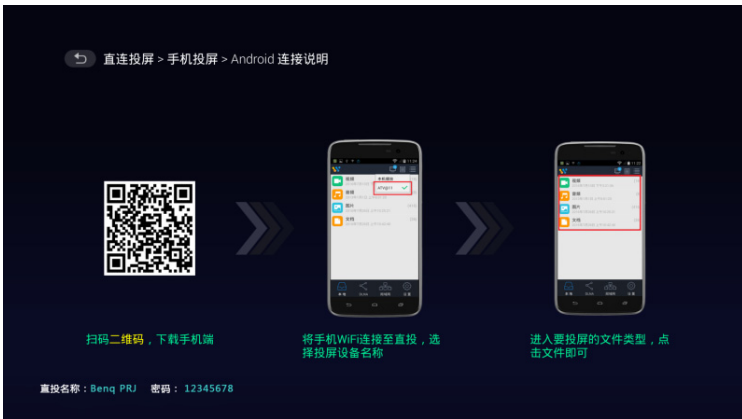 直连投屏 > 手机投屏 > Android 连接说明
扫码二维码，下载手机端
将手机WiFi连接至直投，选
择投屏设备名称
进入要投屏的文件类型，点
击文件即可
直投名称：Benq PRJ 密码： 12345678